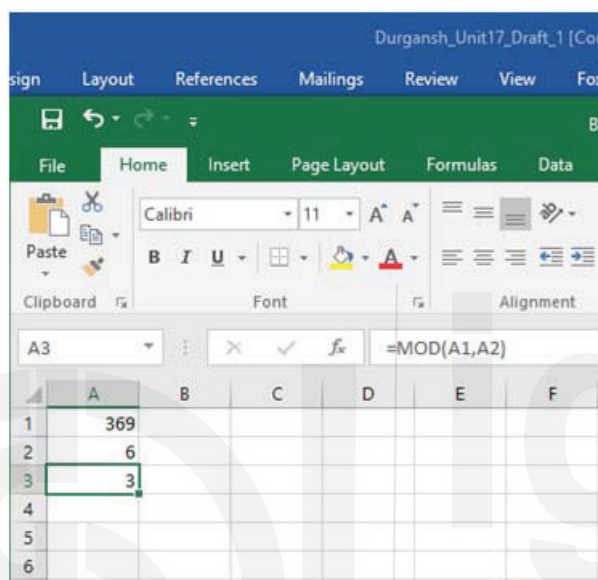 Durgansh_Unit17_Draft_1 [Co
sign Layout References Mailings Review View Fo
B
File Home Insert Page Layout Formulas Data
Calibri 11 A A
Paste B I U A
Clipboard Font Alignment
A3 fx =MOD(A1,A2)
A B C D E F
1 369
2 6
3 3
4
5
6
ig